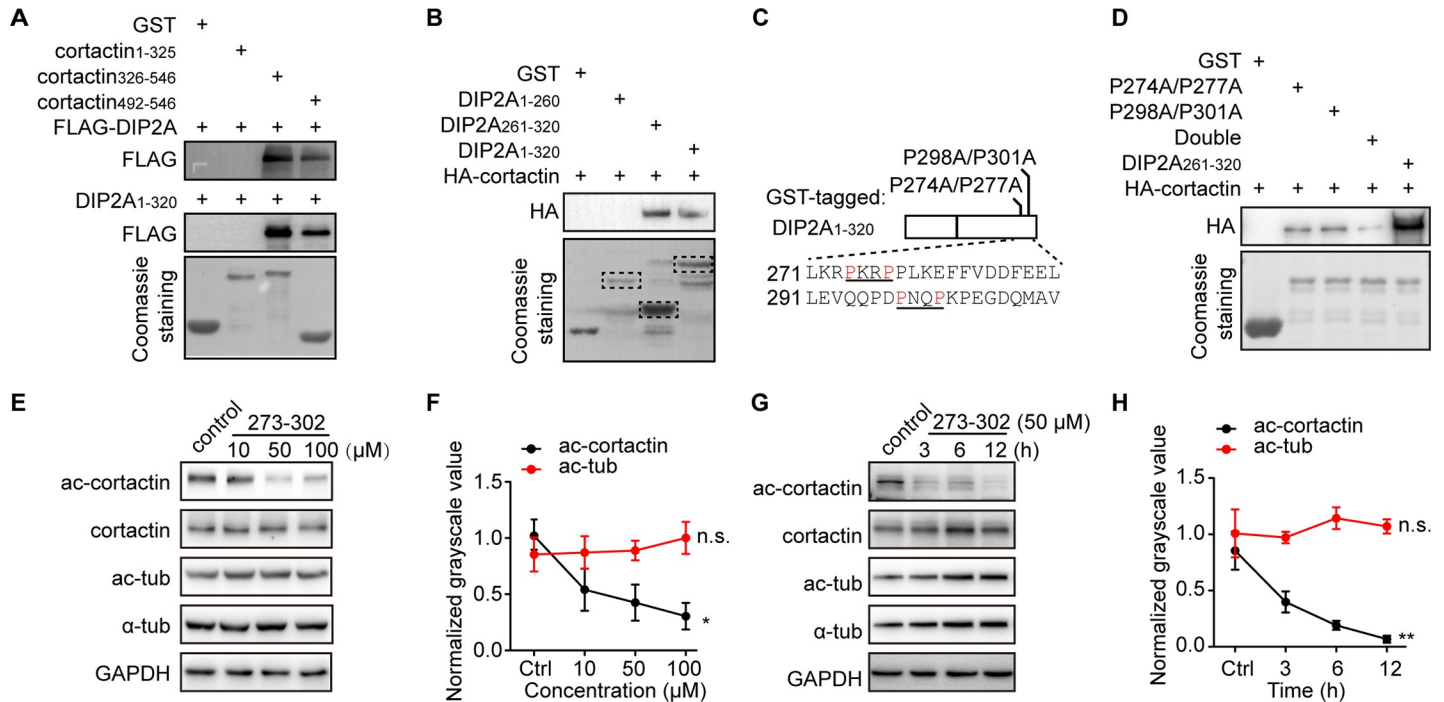 A
GST +
cortactin1-325 +
cortactin326-546 +
cortactin492-546 +
FLAG-DIP2A + + + +
FLAG
DIP2A1-320 + + + +
FLAG
Coomassie
staining
B
GST +
DIP2A1-260 +
DIP2A261-320 +
DIP2A1-320 +
HA-cortactin + + + +
HA
Coomassie
staining
C
P298A/P301A
GST-tagged: P274A/P277A
DIP2A1-320
271 LKRPKRPPLKEFFVDDFEEL
291 LEVQQPDPNQPKPEGDQMAV
D
GST +
P274A/P277A +
P298A/P301A +
Double +
DIP2A261-320 +
HA-cortactin + + + + +
HA
Coomassie
staining
E
control 273-302
10 50 100 (μM)
ac-cortactin
cortactin
ac-tub
α-tub
GAPDH
F
ac-cortactin
ac-tub
Normalized grayscale value
1.5
1.0
0.5
0.0
n.s.
*
Ctrl 10 50 100
Concentration (μM)
G
control 273-302 (50 μM)
3 6 12 (h)
ac-cortactin
cortactin
ac-tub
α-tub
GAPDH
H
ac-cortactin
ac-tub
Normalized grayscale value
1.5
1.0
0.5
0.0
n.s.
**
Ctrl 3 6 12
Time (h)